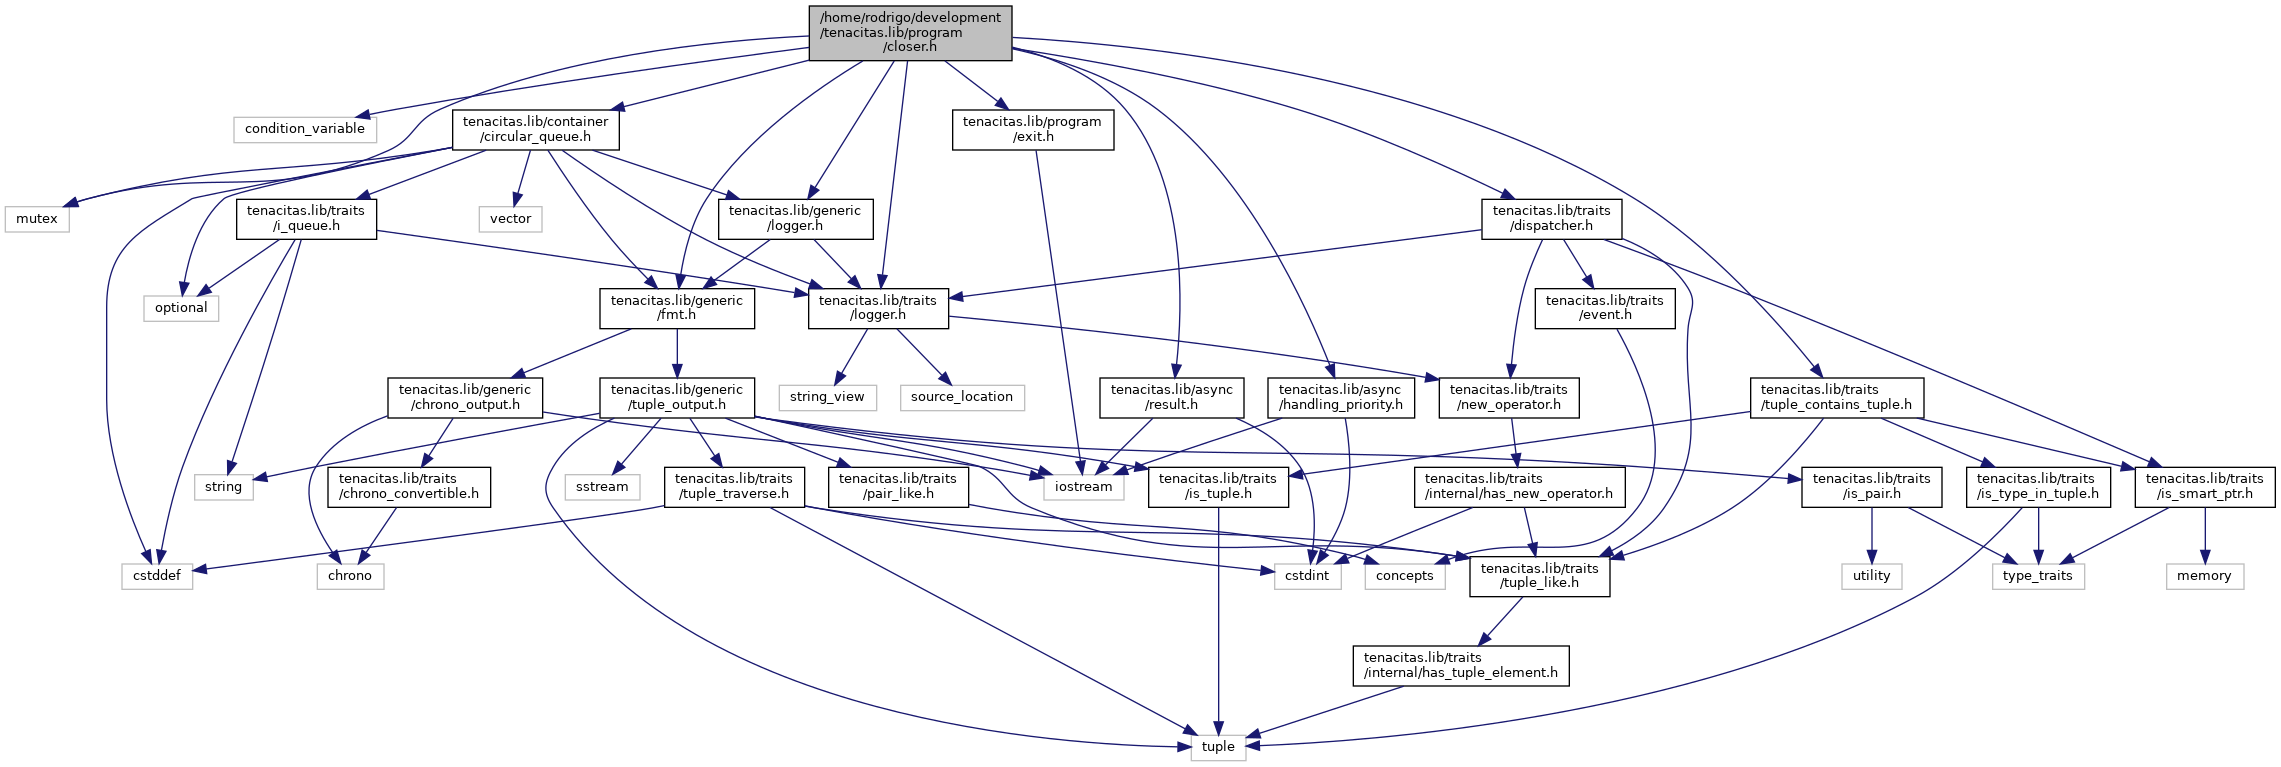 /home/rodrigo/development
/tenacitas.lib/program
/closer.h
condition_variable
tenacitas.lib/container
/circular_queue.h
tenacitas.lib/program
/exit.h
mutex
tenacitas.lib/traits
/i_queue.h
vector
tenacitas.lib/generic
/logger.h
tenacitas.lib/traits
/dispatcher.h
optional
tenacitas.lib/generic
/fmt.h
tenacitas.lib/traits
/logger.h
tenacitas.lib/traits
/event.h
tenacitas.lib/generic
/chrono_output.h
tenacitas.lib/generic
/tuple_output.h
string_view
source_location
tenacitas.lib/async
/result.h
tenacitas.lib/async
/handling_priority.h
tenacitas.lib/traits
/new_operator.h
tenacitas.lib/traits
/tuple_contains_tuple.h
string
tenacitas.lib/traits
/chrono_convertible.h
sstream
tenacitas.lib/traits
/tuple_traverse.h
tenacitas.lib/traits
/pair_like.h
iostream
tenacitas.lib/traits
/is_tuple.h
tenacitas.lib/traits
/internal/has_new_operator.h
tenacitas.lib/traits
/is_pair.h
tenacitas.lib/traits
/is_type_in_tuple.h
tenacitas.lib/traits
/is_smart_ptr.h
cstddef
chrono
cstdint
concepts
tenacitas.lib/traits
/tuple_like.h
utility
type_traits
memory
tenacitas.lib/traits
/internal/has_tuple_element.h
tuple